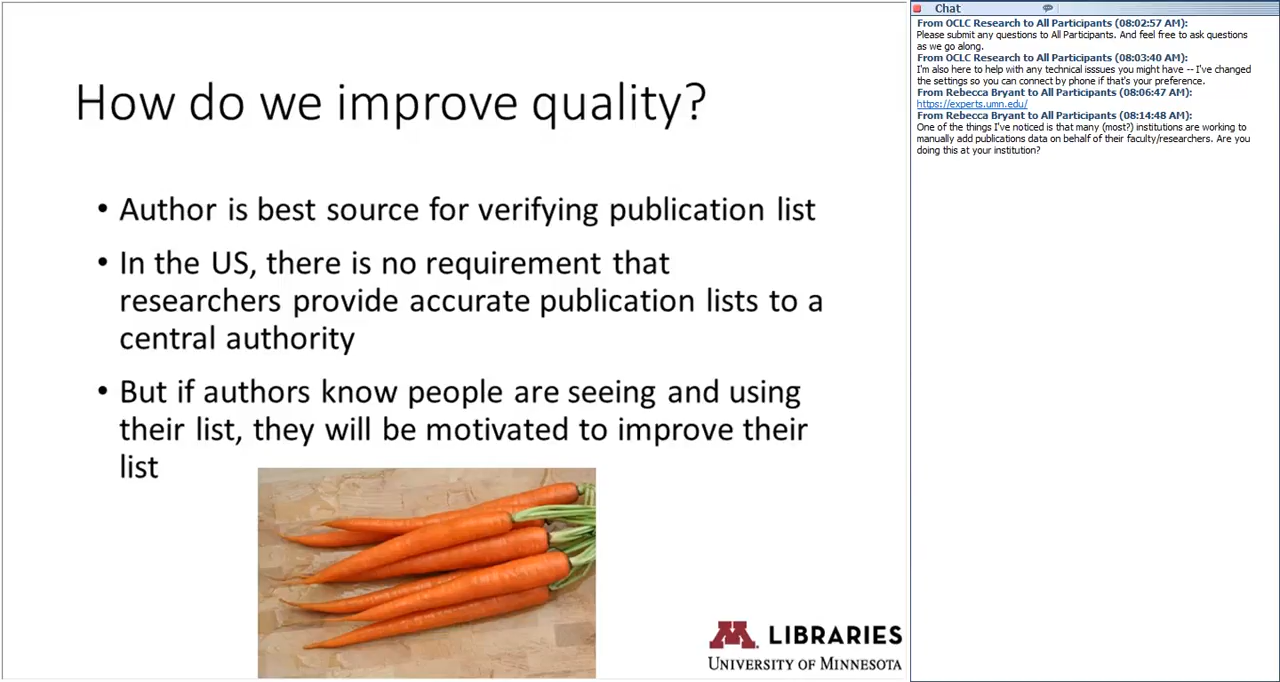 How do we improve quality?
• Author is best source for verifying publication list
• In the US, there is no requirement that
researchers provide accurate publication lists to a
central authority
• But if authors know people are seeing and using
their list, they will be motivated to improve their
list
M LIBRARIES
UNIVERSITY OF MINNESOTA
Chat
From OCLC Research to All Participants (08:02:57 AM):
Please submit any questions to All Participants. And feel free to ask questions
as we go along.
From OCLC Research to All Participants (08:03:40 AM):
I'm also here to help with any technical isssues you might have -- I've changed
the settings so you can connect by phone if that's your preference.
From Rebecca Bryant to All Participants (08:06:47 AM):
https://experts.umn.edu/
From Rebecca Bryant to All Participants (08:14:48 AM):
One of the things I've noticed is that many (most?) institutions are working to
manually add publications data on behalf of their faculty/researchers. Are you
doing this at your institution?